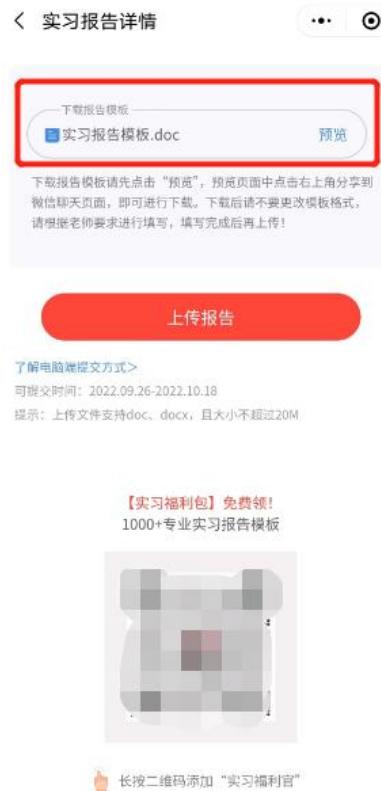 实习报告详情
下载报告模板
实习报告模板.doc 预览
下载报告模板请先点击“预览”，预览页面中点击右上角分享到
微信聊天页面，即可进行下载。下载后请不要更改模板格式，
请根据老师要求进行填写，填写完成后再上传！
上传报告
了解电脑端提交方式>
可提交时间：2022.09.26-2022.10.18
提示：上传文件支持doc、docx，且大小不超过20M
【实习福利包】免费领！
1000+专业实习报告模板
长按二维码添加“实习福利官”